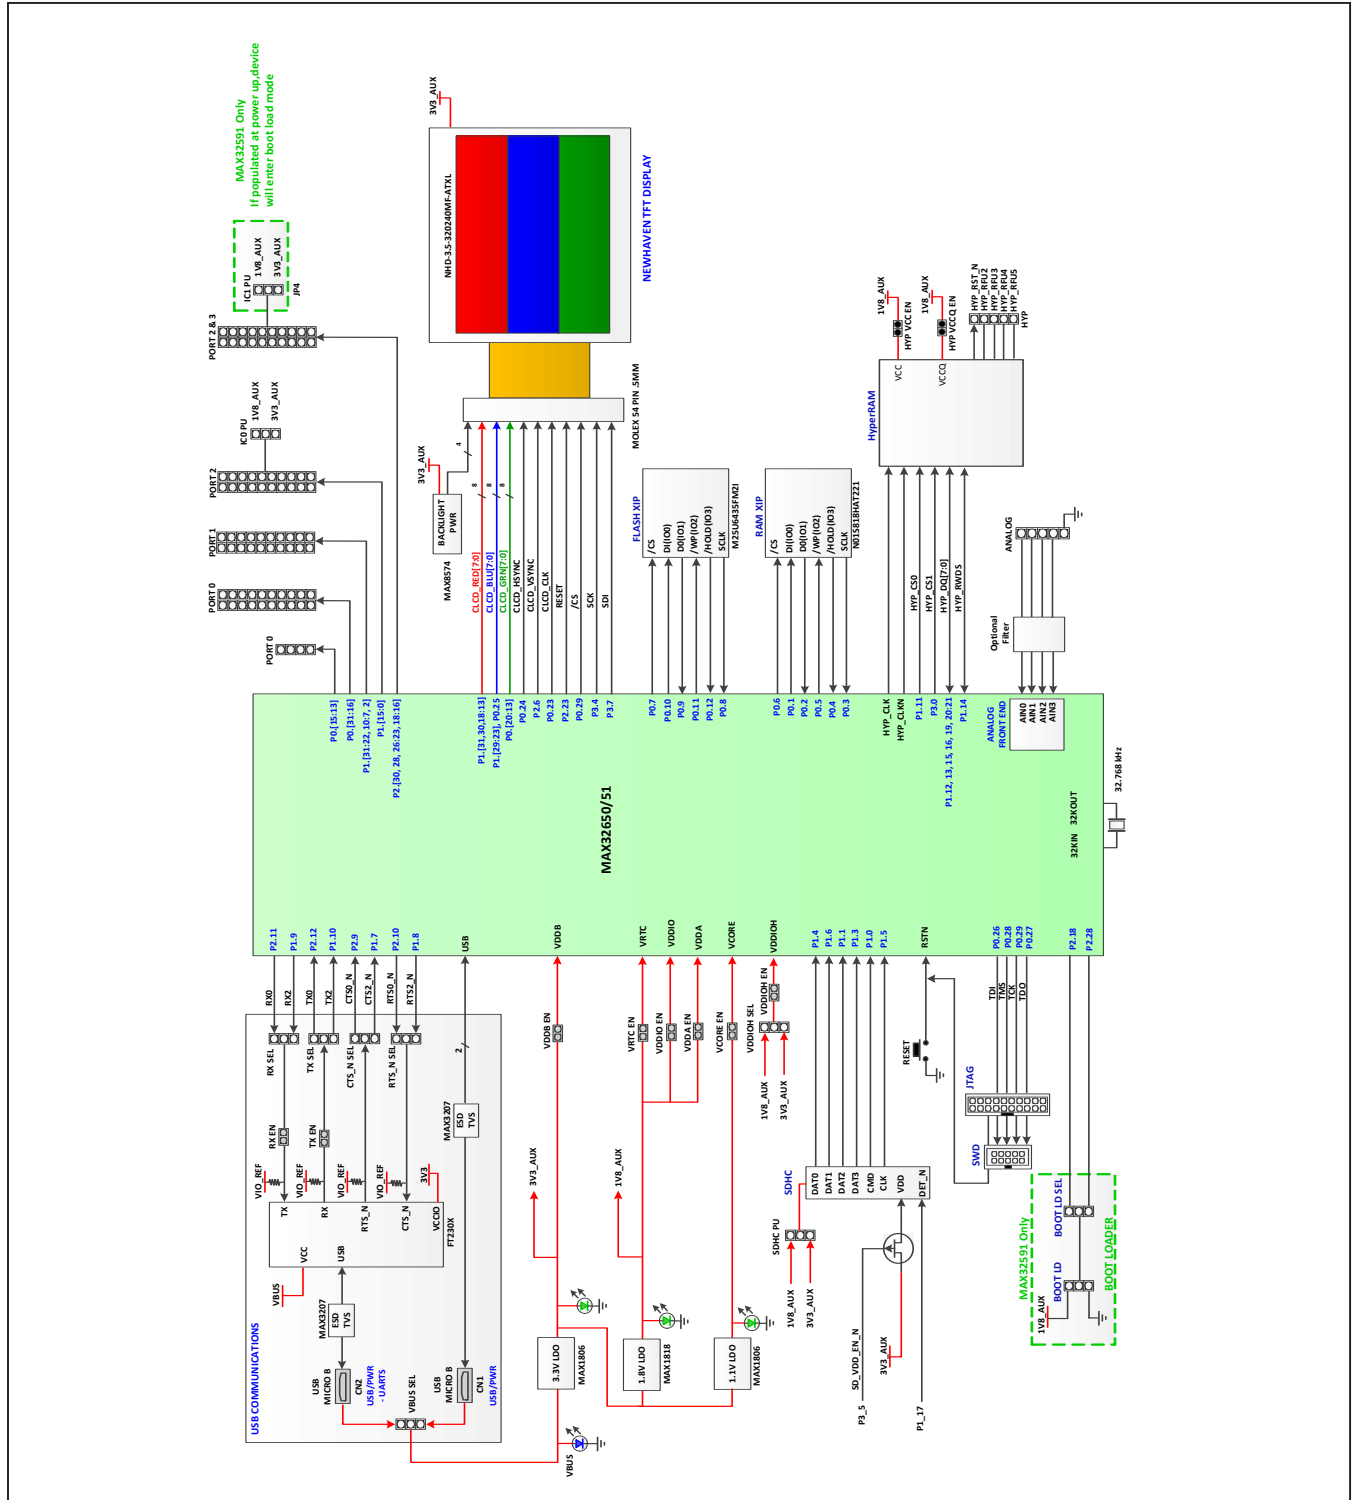 MAX32591 Only
If populated at power up,device
will enter boot load mode
IC1 PU
1V8_AUX
3V3_AUX
JP4
PORT 2 & 3
IC0 PU
1V8_AUX
3V3_AUX
PORT 2
PORT 1
PORT 0
PORT 0
3V3_AUX
NHD-3.5-320240MF-ATXL
NEWHAVEN TFT DISPLAY
MOLEX 54 PIN .5MM
3V3_AUX
BACKLIGHT
PWR
MAX8574
4
8
8
8
CLCD_RED[7:0]
CLCD_BLU[7:0]
CLCD_GRN[7:0]
CLCD_HSYNC
CLCD_VSYNC
CLCD_CLK
RESET
/CS
SCK
SDI
FLASH XIP
/CS
DI(IO0)
D0(IO1)
/WP(IO2)
/HOLD(IO3)
SCLK
M25U6435FM2I
RAM XIP
/CS
DI(IO0)
D0(IO1)
/WP(IO2)
/HOLD(IO3)
SCLK
N01S818HAT221
HyperRAM
VCC
VCCQ
1V8_AUX
HYP VCC EN
1V8_AUX
HYP VCCQ EN
HYP_RST_N
HYP_RFU2
HYP_RFU3
HYP_RFU4
HYP_RFU5
HYP
HYP_CS0
HYP_CS1
HYP_DQ[7:0]
HYP_RWDS
ANALOG
Optional
Filter
P0.[15:13]
P0.[31:16]
P1.[31:22, 10:7, 2]
P1.[15:0]
P2.[30, 28, 26:23, 18:16]
P1.[31,30,18:13]
P1.[29:23], P0.25
P0.[20:13]
P0.24
P2.6
P0.23
P2.23
P0.29
P3.4
P3.7
P0.7
P0.10
P0.9
P0.11
P0.12
P0.8
P0.6
P0.1
P0.2
P0.5
P0.4
P0.3
HYP_CLK
HYP_CLKN
P1.11
P3.0
P1.12, 13, 15, 16, 19, 20:21
P1.14
ANALOG
FRONT END
AIN0
AIN1
AIN2
AIN3
MAX32650/51
32KIN
32KOUT
32.768 kHz
P2.11
P1.9
P2.12
P1.10
P2.9
P1.7
P2.10
P1.8
USB
VDDB
VRTC
VDDIO
VDDA
VCORE
VDDIOH
P1.4
P1.6
P1.1
P1.3
P1.0
P1.5
RSTN
P0.26
P0.28
P0.29
P0.27
P2.18
P2.28
RX0
RX2
TX0
TX2
CTS0_N
CTS2_N
RTS0_N
RTS2_N
RX SEL
TX SEL
CTS_N SEL
RTS_N SEL
2
RX EN
TX EN
VIO_REF
VIO_REF
VIO_REF
VIO_REF
3V3
MAX3207
ESD
TVS
TX
RX
RTS_N
CTS_N
VCCIO
VCC
USB
FT230X
VBUS
MAX3207
ESD
TVS
USB COMMUNICATIONS
USB
MICRO B
CN2
USB/PWR
- UARTS
VBUS SEL
USB
MICRO B
CN1
USB/PWR
VDDB EN
VRTC EN
VDDIO EN
VDDA EN
VCORE EN
VDDIOH SEL
VDDIOH EN
1V8_AUX
3V3_AUX
3V3_AUX
1V8_AUX
3.3V LDO
MAX1806
1.8V LDO
MAX1818
1.1V LDO
MAX1806
VBUS
SDHC
DAT0
DAT1
DAT2
DAT3
CMD
CLK
VDD
DET_N
SDHC PU
1V8_AUX
3V3_AUX
SD_VDD_EN_N
3V3_AUX
P3_5
P1_17
RESET
TDI
TMS
TCK
TDO
JTAG
SWD
MAX32591 Only
BOOT LD
BOOT LD SEL
BOOT LOADER
1V8_AUX